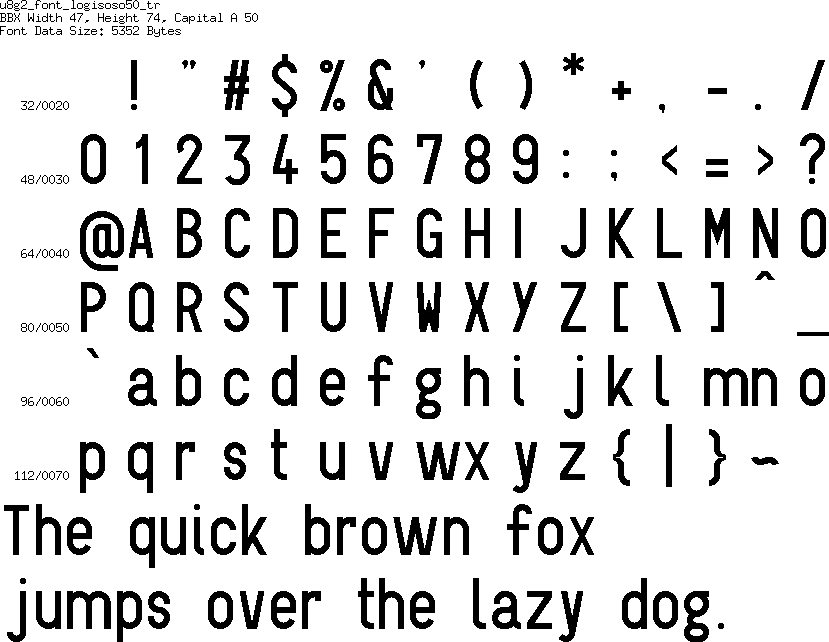 u8g2_font_logisoso50_tr
BBX Width 47, Height 74, Capital A 50
Font Data Size: 5352 Bytes
32/0020 ! " # $ % & ' ( ) * + , - . /
48/0030 0 1 2 3 4 5 6 7 8 9 : ; < = > ?
64/0040 @ A B C D E F G H I J K L M N O
80/0050 P Q R S T U V W X Y Z [ \ ] ^ _
96/0060 ` a b c d e f g h i j k l m n o
112/0070 p q r s t u v w x y z { | } ~
The quick brown fox
jumps over the lazy dog.